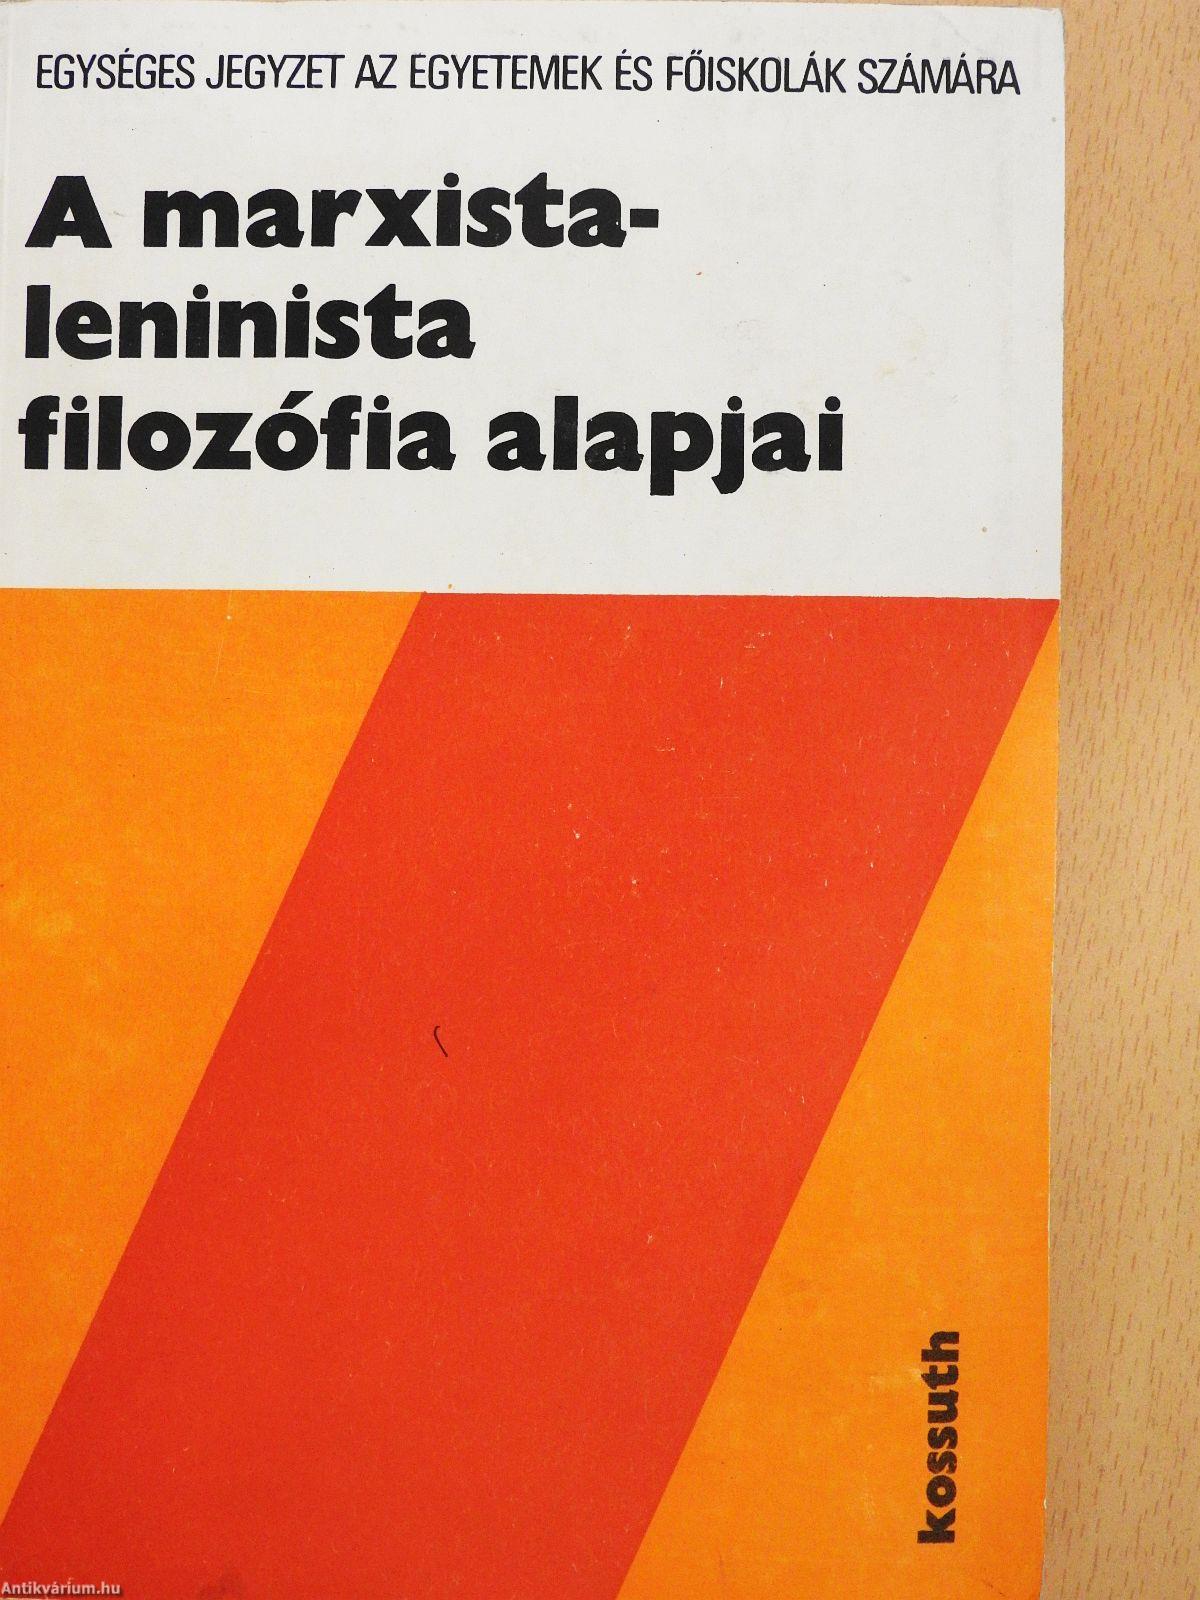 EGYSÉGES JEGYZET AZ EGYETEMEK ÉS FŐISKOLÁK SZÁMÁRA
A marxista-
leninista
filozófia alapjai
kossuth
Antikvárium.hu